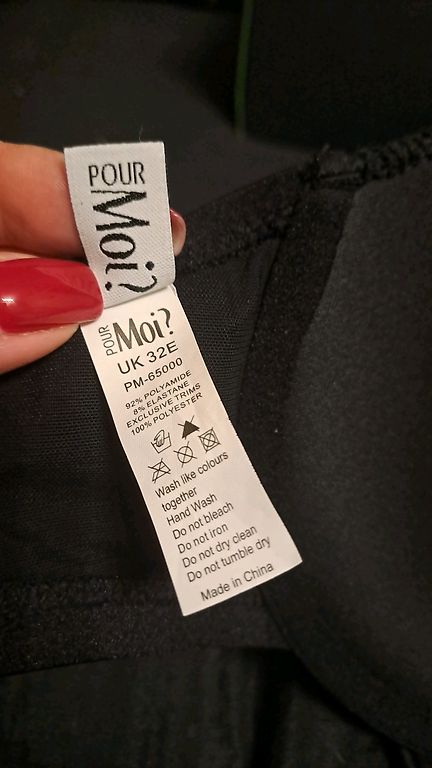 POUR
Moi?
POUR Moi?
UK 32E
PM-65000
92% POLYAMIDE
8% ELASTANE
EXCLUSIVE TRIMS
100% POLYESTER
Wash like colours
together
Hand Wash
Do not bleach
Do not iron
Do not dry clean
Do not tumble dry
Made in China